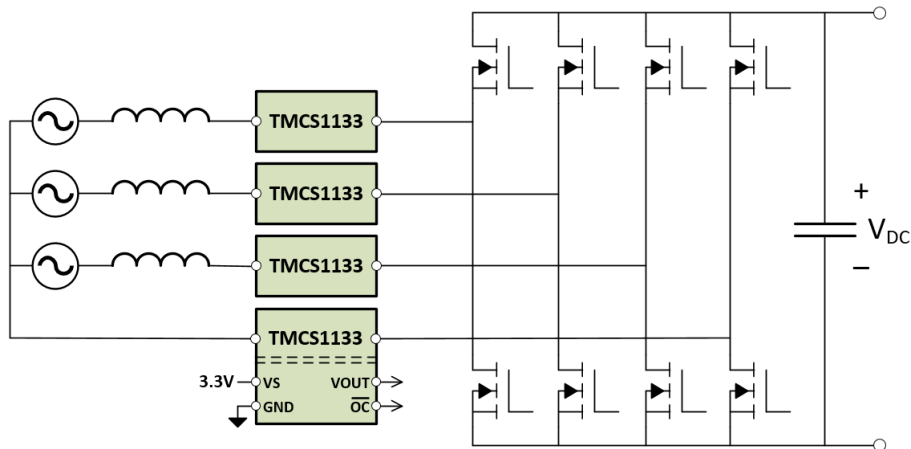 TMCS1133
TMCS1133
TMCS1133
TMCS1133
3.3V VS VOUT
GND OC
+
VDC
−